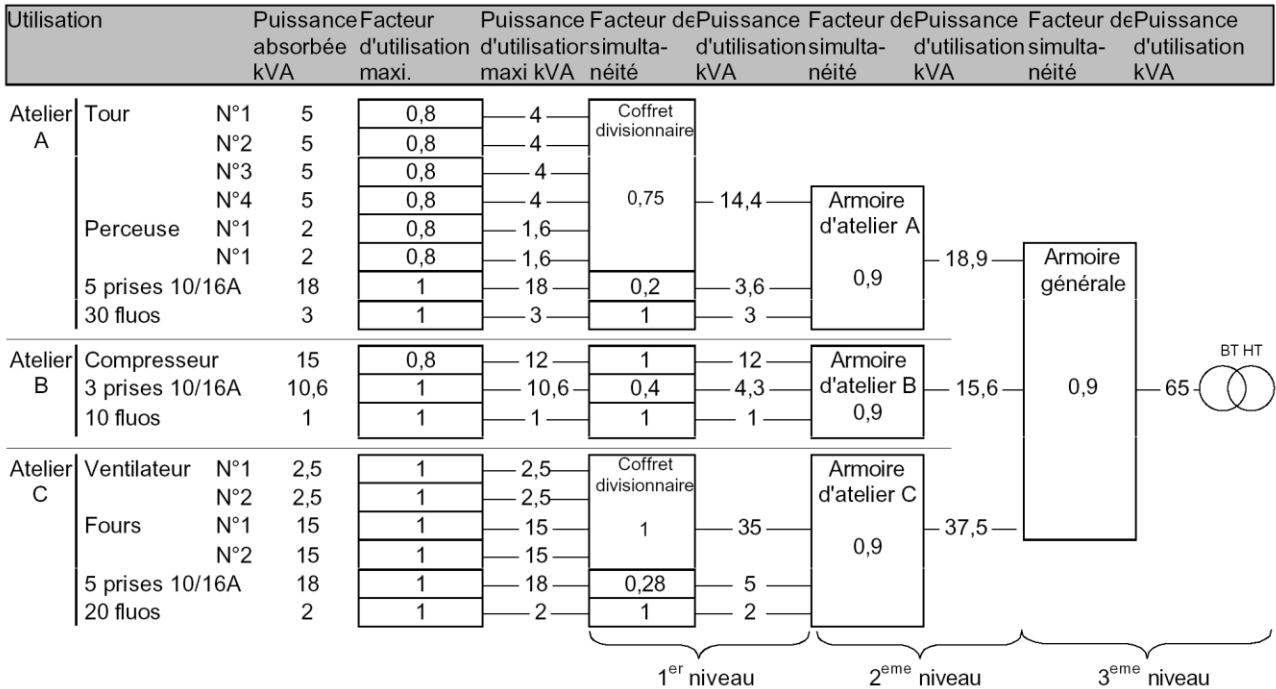 Utilisation Puissance Facteur Puissance Facteur de Puissance Facteur de Puissance Facteur de Puissance
absorbée d'utilisation d'utilisation simulta- d'utilisation simulta- d'utilisation simulta- d'utilisation
kVA maxi. maxi kVA néité kVA néité kVA néité kVA
Atelier Tour N°1 5 0,8 4 Coffret
A divisionnaire
N°2 5 0,8 4
N°3 5 0,8 4
N°4 5 0,8 4 0,75 14,4 Armoire
Perceuse N°1 2 0,8 1,6 d'atelier A
N°1 2 0,8 1,6 18,9 Armoire
0,9
5 prises 10/16A 18 1 18 0,2 3,6 générale
30 fluos 3 1 3 1 3
BT HT
Atelier Compresseur 15 0,8 12 1 12 Armoire
B 3 prises 10/16A 10,6 1 10,6 0,4 4,3 d'atelier B 15,6 0,9 65
10 fluos 1 1 1 1 1 0,9
Atelier Ventilateur N°1 2,5 1 2,5 Coffret Armoire
C divisionnaire d'atelier C
N°2 2,5 1 2,5
Fours N°1 15 1 15 1 35 37,5
0,9
N°2 15 1 15
5 prises 10/16A 18 1 18 0,28 5
20 fluos 2 1 2 1 2
1er niveau 2eme niveau 3eme niveau